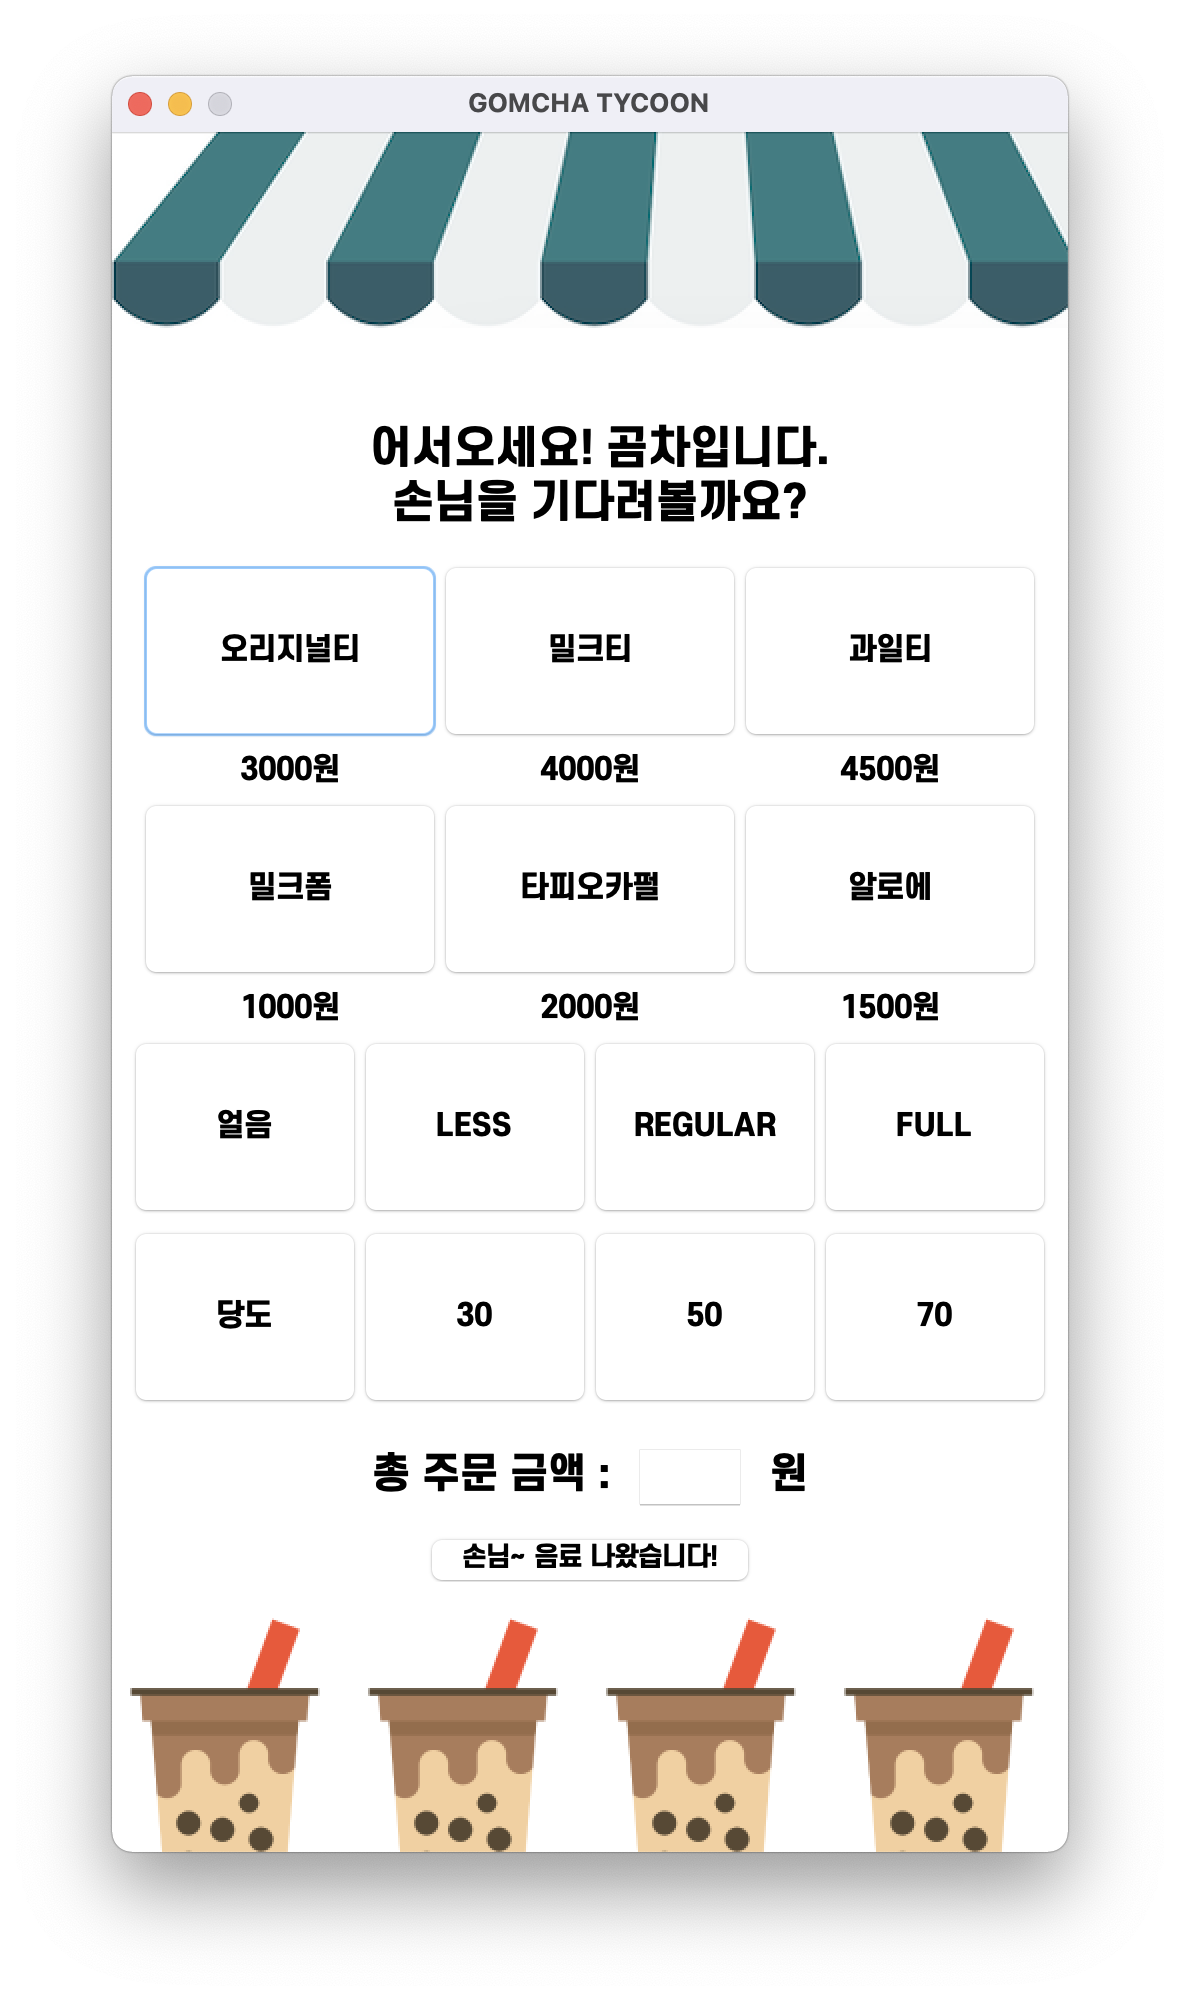 GOMCHA TYCOON
어서오세요! 곰차입니다.
손님을 기다려볼까요?
오리지널티 밀크티 과일티
3000원 4000원 4500원
밀크폼 타피오카펄 알로에
1000원 2000원 1500원
얼음 LESS REGULAR FULL
당도 30 50 70
총 주문 금액 : 원
손님~ 음료 나왔습니다!